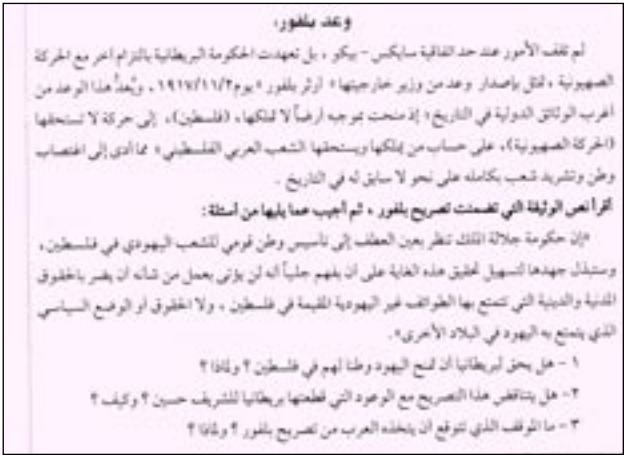 وعد بلفور:
لم تقف الأمور عند حد اتفاقية سايكس - بيكو ، بل تعهدت الحكومة البريطانية بالتزام آخر مع الحركة
الصهيونية ، تمثل بإصدار وعد من وزير خارجيتها » آرثر بلفور » يوم ١٩١٧/١١/٢ ، ويُعدُّ هذا الوعد من
أغرب الوثائق الدولية في التاريخ » إذ منحت بموجبه أرضاً لا تملكها ، (فلسطين) ، إلى حركة لا تستحقها
(الحركة الصهيونية) ، على حساب من يملكها ويستحقها الشعب العربي الفلسطيني » مما أدى إلى اغتصاب
وطن وتشريد شعب بكامله على نحو لا سابق له في التاريخ .
أقرأ نص الوثيقة التي تضمنت تصريح بلفور ، ثم أجيب عما يليها من أسئلة :
«إن حكومة جلالة الملك تنظر بعين العطف إلى تأسيس وطن قومي للشعب اليهودي في فلسطين ،
وستبذل جهدها لتسهيل تحقيق هذه الغاية على أن يفهم جلياً أنه لن يؤتى بعمل من شأنه أن يضر بالحقوق
المدنية والدينية التي تتمتع بها الطوائف غير اليهودية المقيمة في فلسطين ، ولا الحقوق أو الوضع السياسي
الذي يتمتع به اليهود في البلاد الأخرى» .
١ - هل يحق لبريطانيا أن تمنح اليهود وطنا لهم في فلسطين ؟ ولماذا ؟
٢- هل يتناقض هذا التصريح مع الوعود التي قطعتها بريطانيا للشريف حسين ؟ وكيف ؟
٣ - ما الموقف الذي تتوقع أن يتخذه العرب من تصريح بلفور ؟ ولماذا ؟